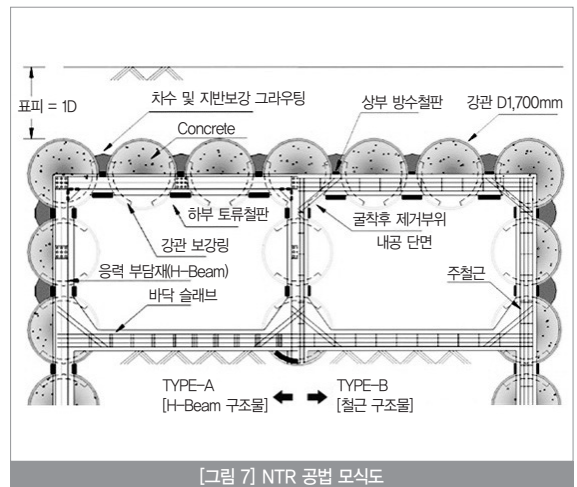 표피 = 1D
차수 및 지반보강 그라우팅
상부 방수철판
강관 D1,700mm
Concrete
하부 토류철판
굴착후 제거부위
강관 보강링
내공 단면
응력 부담재(H-Beam)
주철근
바닥 슬래브
TYPE-A
[H-Beam 구조물]
TYPE-B
[철근 구조물]
[그림 7] NTR 공법 모식도